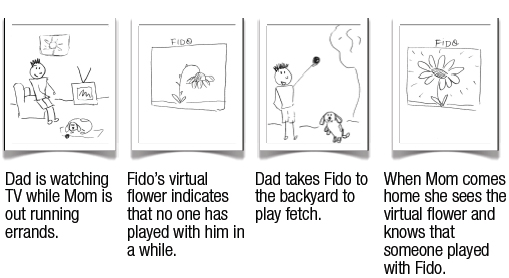 FIDO
FIDO
Dad is watching
TV while Mom is
out running
errands.
Fido’s virtual
flower indicates
that no one has
played with him in
a while.
Dad takes Fido to
the backyard to
play fetch.
When Mom comes
home she sees the
virtual flower and
knows that
someone played
with Fido.